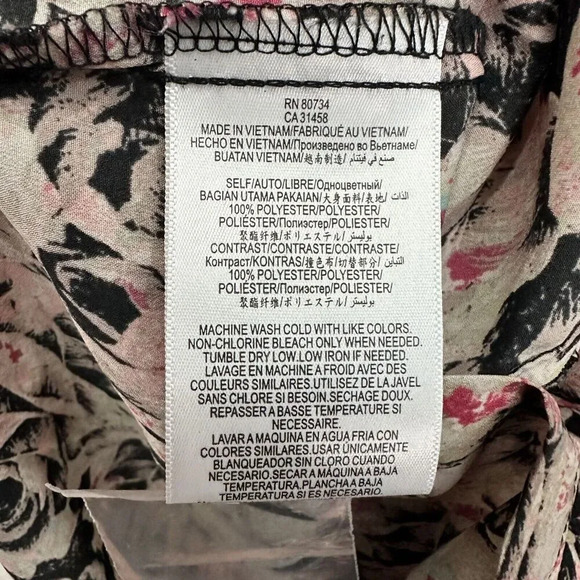 RN 80734
CA 31458
MADE IN VIETNAM/FABRIQUÉ AU VIETNAM/
HECHO EN VIETNAM/Произведено во Вьетнаме/
BUATAN VIETNAM/越南制造/ صنع في فيتنام
SELF/AUTO/LIBRE/Одноцветный/
BAGIAN UTAMA PAKAIAN/大身面料/表地/ الذات
100% POLYESTER/POLYESTER/
POLIÉSTER/Полиэстер/POLIESTER/
聚酯纤维/ポリエステル/ بوليستر
CONTRAST/CONTRASTE/CONTRASTE/
Контраст/KONTRAS/撞色布/切替部分/ التباين
100% POLYESTER/POLYESTER/
POLIÉSTER/Полиэстер/POLIESTER/
聚酯纤维/ポリエステル/ بوليستر
MACHINE WASH COLD WITH LIKE COLORS.
NON-CHLORINE BLEACH ONLY WHEN NEEDED.
TUMBLE DRY LOW.LOW IRON IF NEEDED.
LAVAGE EN MACHINE A FROID AVEC DES
COULEURS SIMILAIRES.UTILISEZ DE LA JAVEL
SANS CHLORE SI BESOIN.SECHAGE DOUX.
REPASSER A BASSE TEMPERATURE SI
NECESSAIRE.
LAVAR A MAQUINA EN AGUA FRIA CON
COLORES SIMILARES.USAR ÚNICAMENTE
BLANQUEADOR SIN CLORO CUANDO
NECESARIO.SECAR A MÁQUINA A BAJA
TEMPERATURA.PLANCHA A BAJA
TEMPERATURA SI ES NECESARIO.